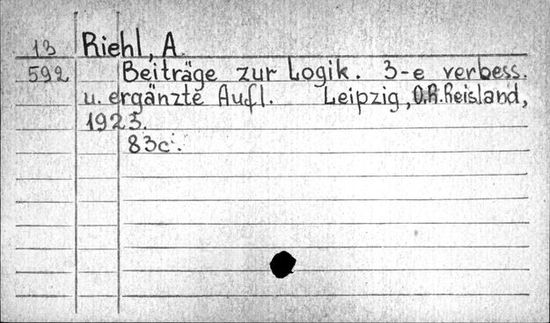 13 Riehl, A.
592 Beiträge zur Logik. 3-e verbess.
u. ergänzte Aufl. Leipzig, O.R.Reisland,
1923.
83c.